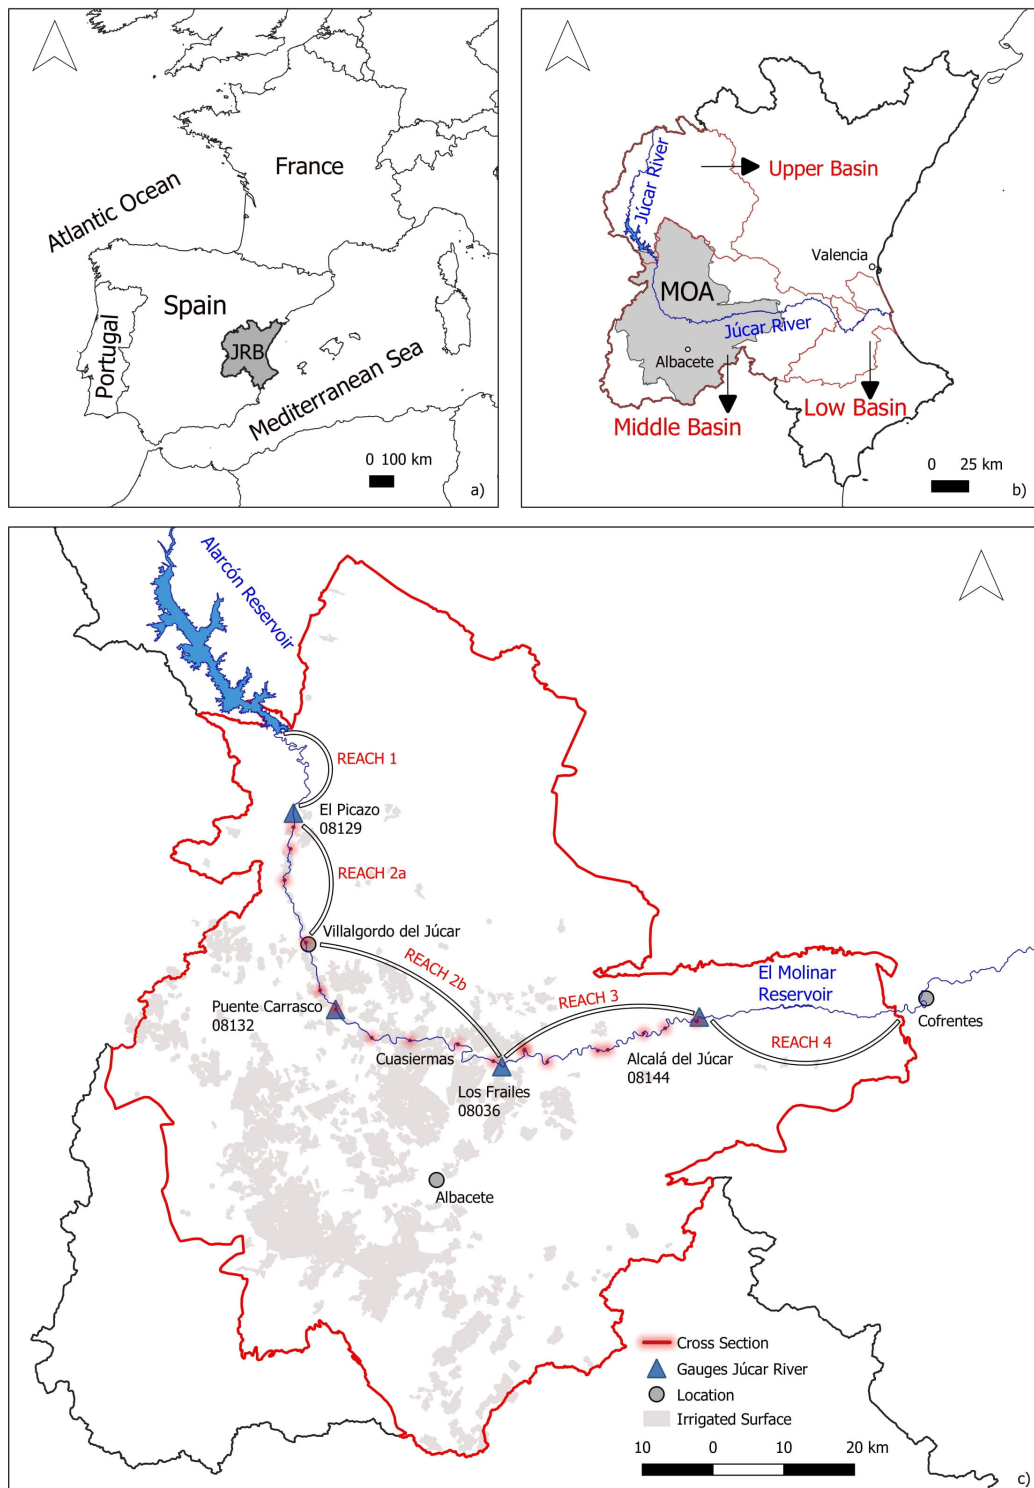 France
Atlantic Ocean
Spain
Portugal
JRB
Mediterranean Sea
0 100 km
a)
Júcar River
Upper Basin
Valencia
MOA
Júcar River
Albacete
Low Basin
Middle Basin
0 25 km
b)
Alarcón Reservoir
REACH 1
El Picazo
08129
REACH 2a
Villalgordo del Júcar
REACH 2b
El Molinar
Reservoir
Puente Carrasco
08132
REACH 3
Cofrentes
REACH 4
Cuasiermas
Alcalá del Júcar
08144
Los Frailes
08036
Albacete
Cross Section
Gauges Júcar River
Location
Irrigated Surface
10 0 10 20 km
c)